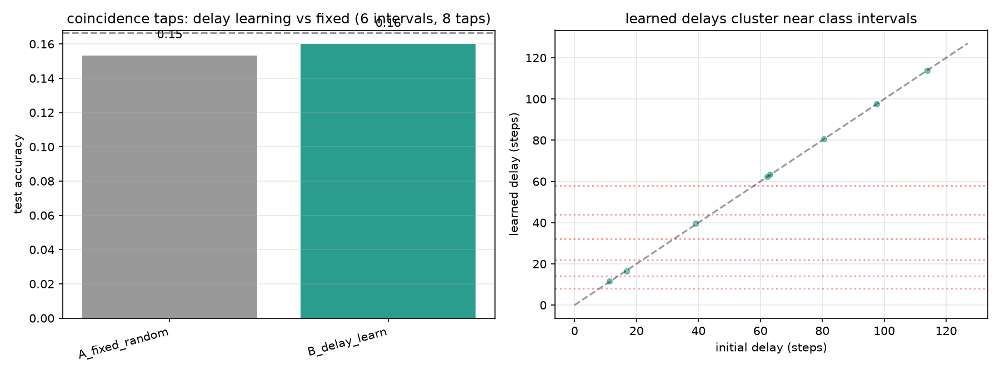 coincidence taps: delay learning vs fixed (6 intervals, 8 taps)
0.16
0.15
0.16
0.14
0.12
0.10
0.08
0.06
0.04
0.02
0.00
test accuracy
A_fixed_random
B_delay_learn
learned delays cluster near class intervals
120
100
80
60
40
20
0
learned delay (steps)
0 20 40 60 80 100 120
initial delay (steps)